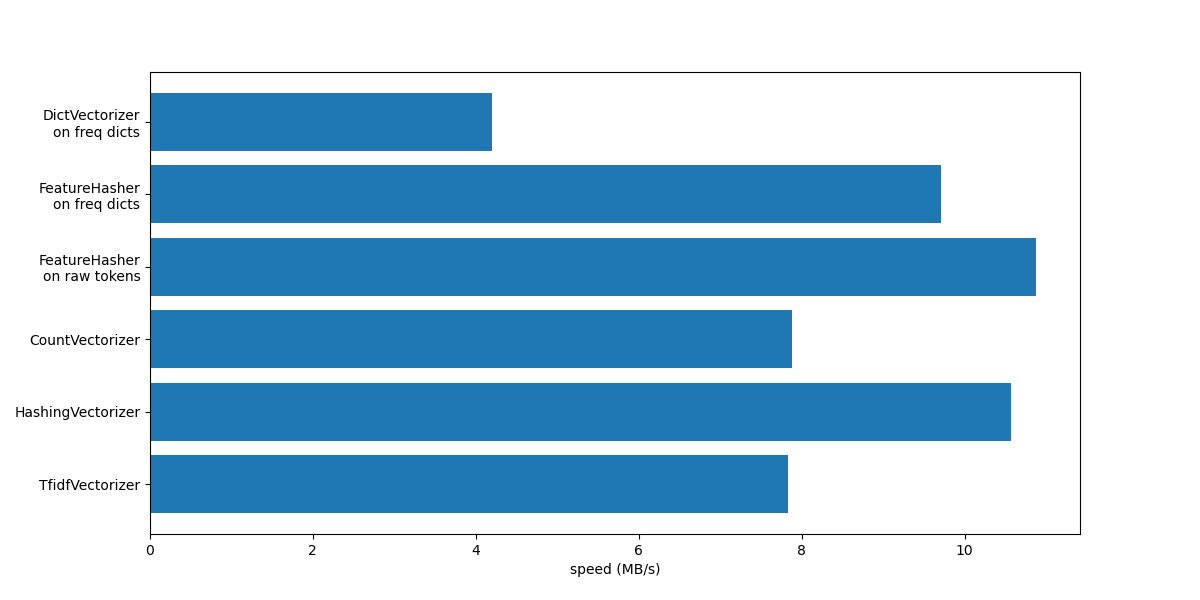 DictVectorizer
on freq dicts
FeatureHasher
on freq dicts
FeatureHasher
on raw tokens
CountVectorizer
HashingVectorizer
TfidfVectorizer
0 2 4 6 8 10
speed (MB/s)